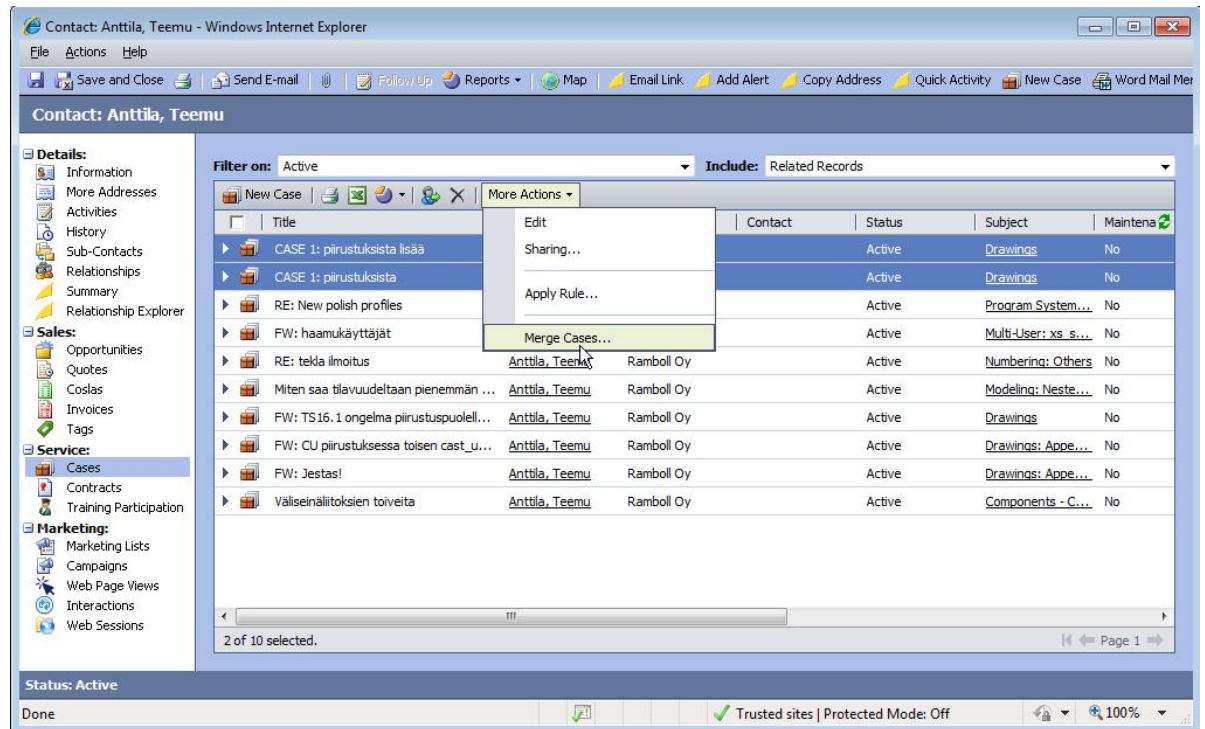 Contact: Anttila, Teemu - Windows Internet Explorer
File Actions Help
Save and Close Send E-mail Follow Up Reports Map Email Link Add Alert Copy Address Quick Activity New Case Word Mail Mer
Contact: Anttila, Teemu
Details:
Information
More Addresses
Activities
History
Sub-Contacts
Relationships
Summary
Relationship Explorer
Sales:
Opportunities
Quotes
Coslas
Invoices
Tags
Service:
Cases
Contracts
Training Participation
Marketing:
Marketing Lists
Campaigns
Web Page Views
Interactions
Web Sessions
Filter on: Active Include: Related Records
New Case More Actions
Title Contact Status Subject Maintena
CASE 1: piirustuksista lisää Active Drawings No
CASE 1: piirustuksista Active Drawings No
RE: New polish profiles Active Program System... No
FW: haamukäyttäjät Active Multi-User: xs_s... No
RE: tekla ilmoitus Anttila, Teemu Ramboll Oy Active Numbering: Others No
Miten saa tilavuudeltaan pienemmän ... Anttila, Teemu Ramboll Oy Active Modeling: Neste... No
FW: TS16.1 ongelma piirustuspuolell... Anttila, Teemu Ramboll Oy Active Drawings No
FW: CU piirustuksessa toisen cast_u... Anttila, Teemu Ramboll Oy Active Drawings: Appe... No
FW: Jestas! Anttila, Teemu Ramboll Oy Active Drawings: Appe... No
Väliseinäliitoksien toiveita Anttila, Teemu Ramboll Oy Active Components - C... No
Edit
Sharing...
Apply Rule...
Merge Cases...
2 of 10 selected. Page 1
Status: Active
Done Trusted sites | Protected Mode: Off 100%